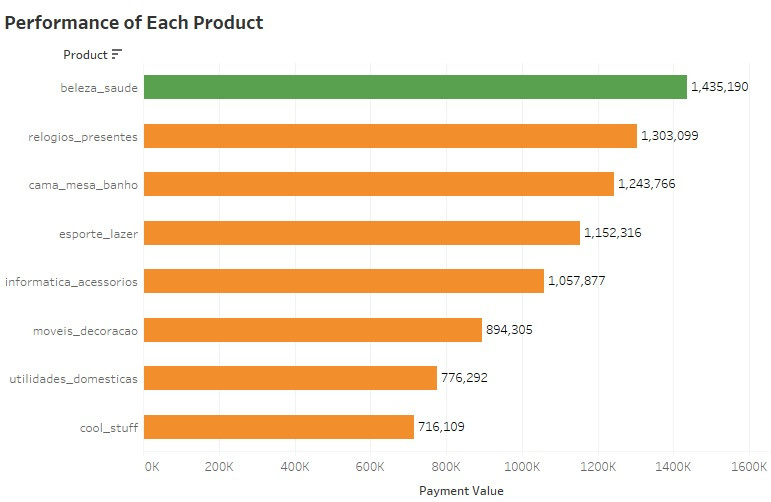 Performance of Each Product
Product
beleza_saude 1,435,190
relogios_presentes 1,303,099
cama_mesa_banho 1,243,766
esporte_lazer 1,152,316
informatica_acessorios 1,057,877
moveis_decoracao 894,305
utilidades_domesticas 776,292
cool_stuff 716,109
0K 200K 400K 600K 800K 1000K 1200K 1400K 1600K
Payment Value